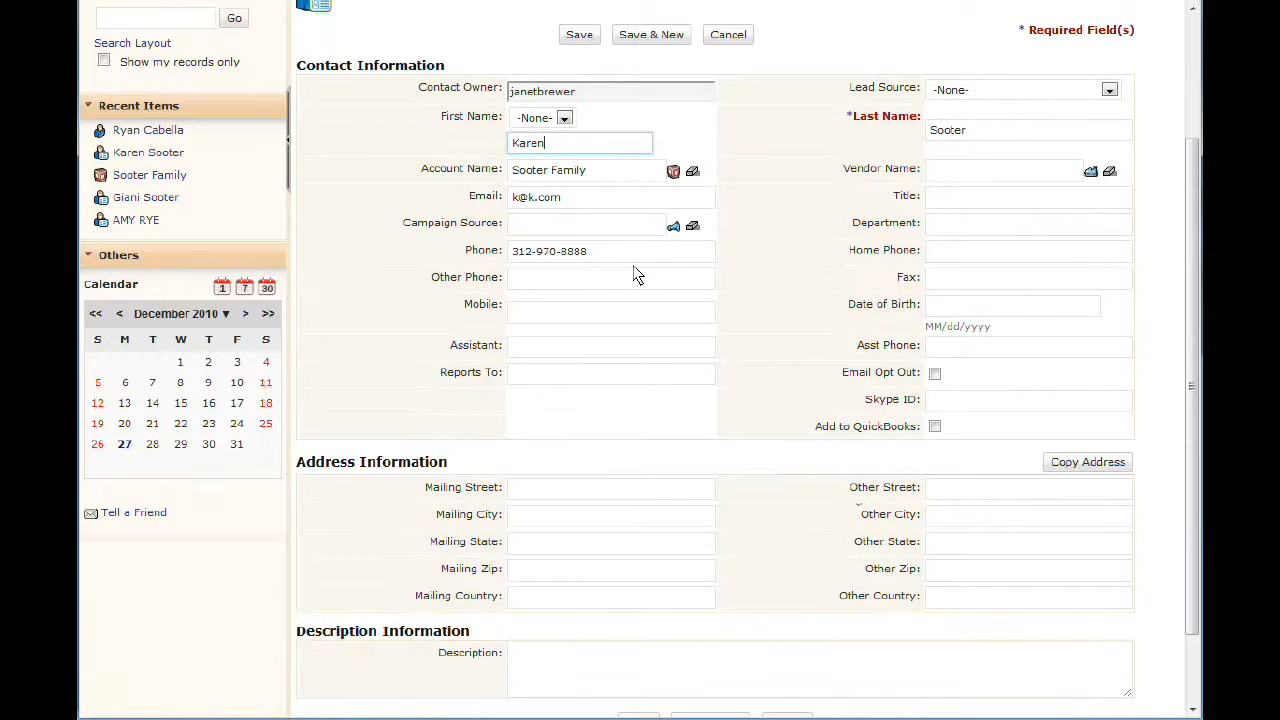 Go
Search Layout
Show my records only
Recent Items
Ryan Cabella
Karen Sooter
Sooter Family
Giani Sooter
AMY RYE
Others
Calendar
1 7 30
<< < December 2010 ▼ > >>
S M T W T F S
1 2 3 4
5 6 7 8 9 10 11
12 13 14 15 16 17 18
19 20 21 22 23 24 25
26 27 28 29 30 31
Tell a Friend
Save Save & New Cancel
* Required Field(s)
Contact Information
Contact Owner: janetbrewer Lead Source: -None-
First Name: -None- *Last Name:
Karen Sooter
Account Name: Sooter Family Vendor Name:
Email: k@k.com Title:
Campaign Source: Department:
Phone: 312-970-8888 Home Phone:
Other Phone: Fax:
Mobile: Date of Birth:
MM/dd/yyyy
Assistant: Asst Phone:
Reports To: Email Opt Out:
Skype ID:
Add to QuickBooks:
Address Information Copy Address
Mailing Street: Other Street:
Mailing City: Other City:
Mailing State: Other State:
Mailing Zip: Other Zip:
Mailing Country: Other Country:
Description Information
Description: